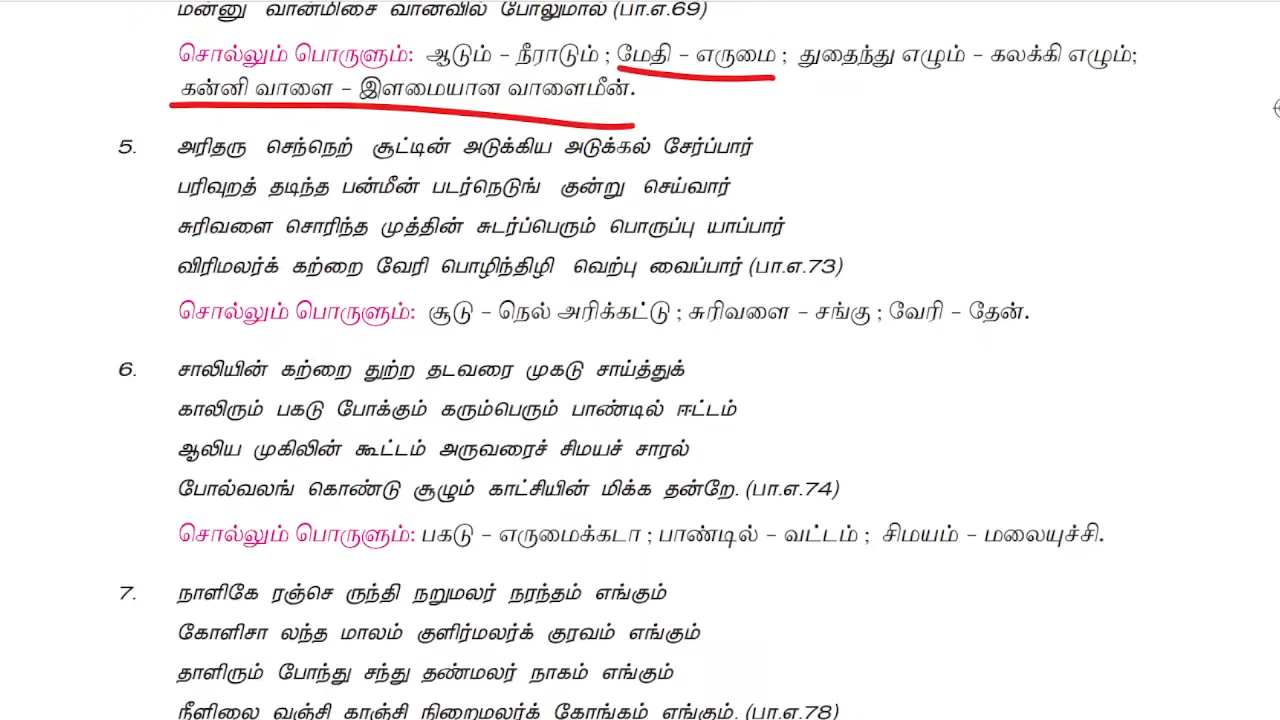 மன்னு வான்மிசை வானவில் போலுமால் (பா.எ.69)
சொல்லும் பொருளும்: ஆடும் – நீராடும் ; மேதி – எருமை ; துதைந்து எழும் – கலக்கி எழும்;
கன்னி வாளை – இளமையான வாளைமீன்.
5. அரிதரு செந்நெற் சூட்டின் அடுக்கிய அடுக்கல் சேர்ப்பார்
பரிவுறத் தடிந்த பன்மீன் படர்நெடுங் குன்று செய்வார்
சுரிவளை சொரிந்த முத்தின் சுடர்ப்பெரும் பொருப்பு யாப்பார்
விரிமலர்க் கற்றை வேரி பொழிந்திழி வெற்பு வைப்பார் (பா.எ.73)
சொல்லும் பொருளும்: சூடு – நெல் அரிக்கட்டு ; சுரிவளை – சங்கு ; வேரி – தேன்.
6. சாலியின் கற்றை துற்ற தடவரை முகடு சாய்த்துக்
காலிரும் பகடு போக்கும் கரும்பெரும் பாண்டில் ஈட்டம்
ஆலிய முகிலின் கூட்டம் அருவரைச் சிமயச் சாரல்
போல்வலங் கொண்டு சூழும் காட்சியின் மிக்க தன்றே. (பா.எ.74)
சொல்லும் பொருளும்: பகடு – எருமைக்கடா ; பாண்டில் – வட்டம் ; சிமயம் – மலையுச்சி.
7. நாளிகே ரஞ்செ ருந்தி நறுமலர் நரந்தம் எங்கும்
கோளிசா லந்த மாலம் குளிர்மலர்க் குரவம் எங்கும்
தாளிரும் போந்து சந்து தண்மலர் நாகம் எங்கும்
நீளிலை வஞ்சி காஞ்சி நிறைமலர்க் கோங்கம் எங்கும். (பா.எ.78)